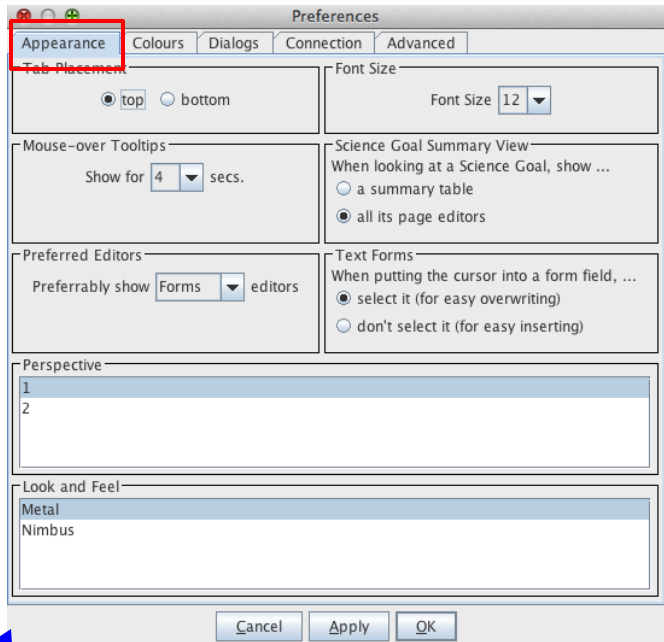 Preferences
Appearance Colours Dialogs Connection Advanced
Tab Placement
top bottom
Font Size
Font Size 12
Mouse-over Tooltips
Show for 4 secs.
Science Goal Summary View
When looking at a Science Goal, show ...
a summary table
all its page editors
Preferred Editors
Preferrably show Forms editors
Text Forms
When putting the cursor into a form field, ...
select it (for easy overwriting)
don't select it (for easy inserting)
Perspective
1
2
Look and Feel
Metal
Nimbus
Cancel Apply OK